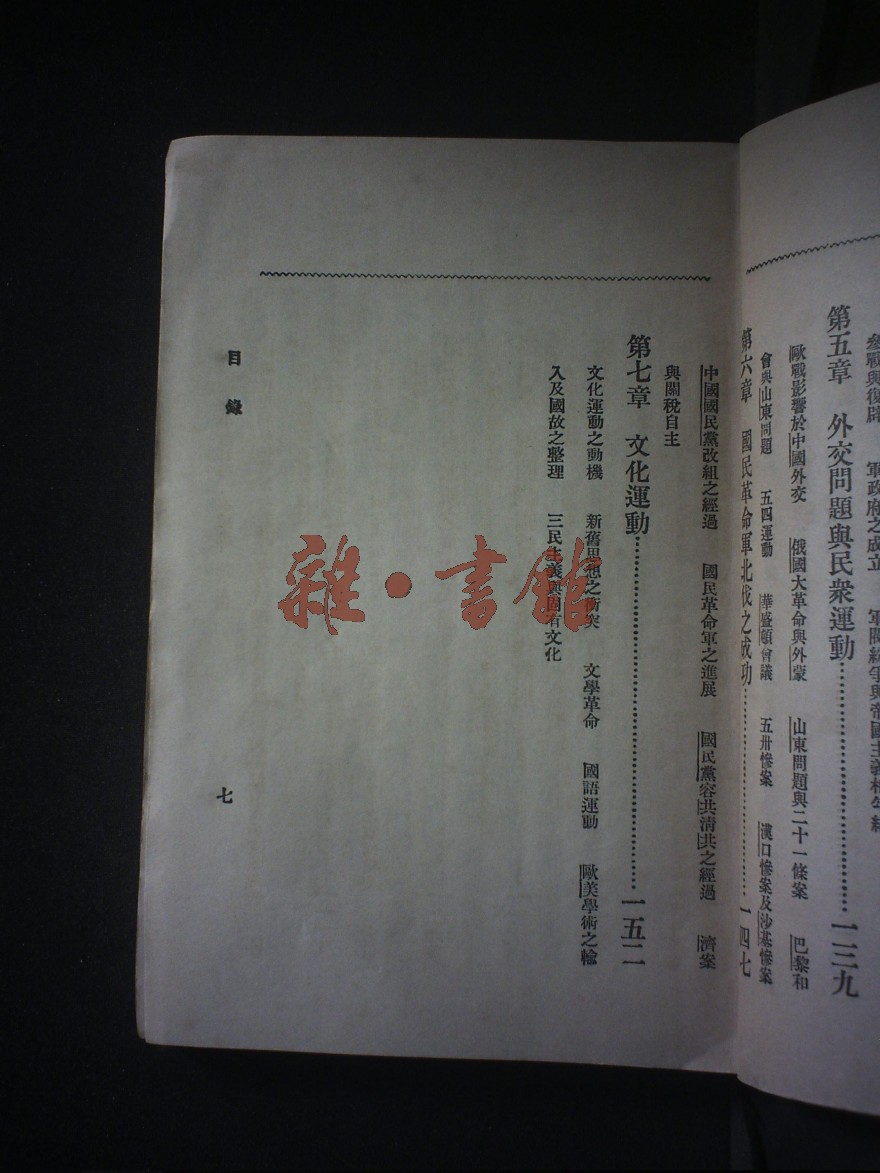 參戰與復辟　軍政府之成立　軍閥紛爭與帝國主義相勾結
第五章　外交問題與民衆運動……一三九
歐戰影響於中國外交　俄國大革命與外蒙　山東問題與二十一條案　巴黎和
會與山東問題　五四運動　華盛頓會議　五卅慘案　漢口慘案及沙基慘案
第六章　國民革命軍北伐之成功……一四七
中國國民黨改組之經過　國民革命軍之進展　國民黨容共清共之經過　濟案
與關稅自主
第七章　文化運動……一五二
文化運動之動機　新舊思想之衝突　文學革命　國語運動　歐美學術之輸
入及國故之整理　三民主義與固有文化
目錄
七
雜·書館